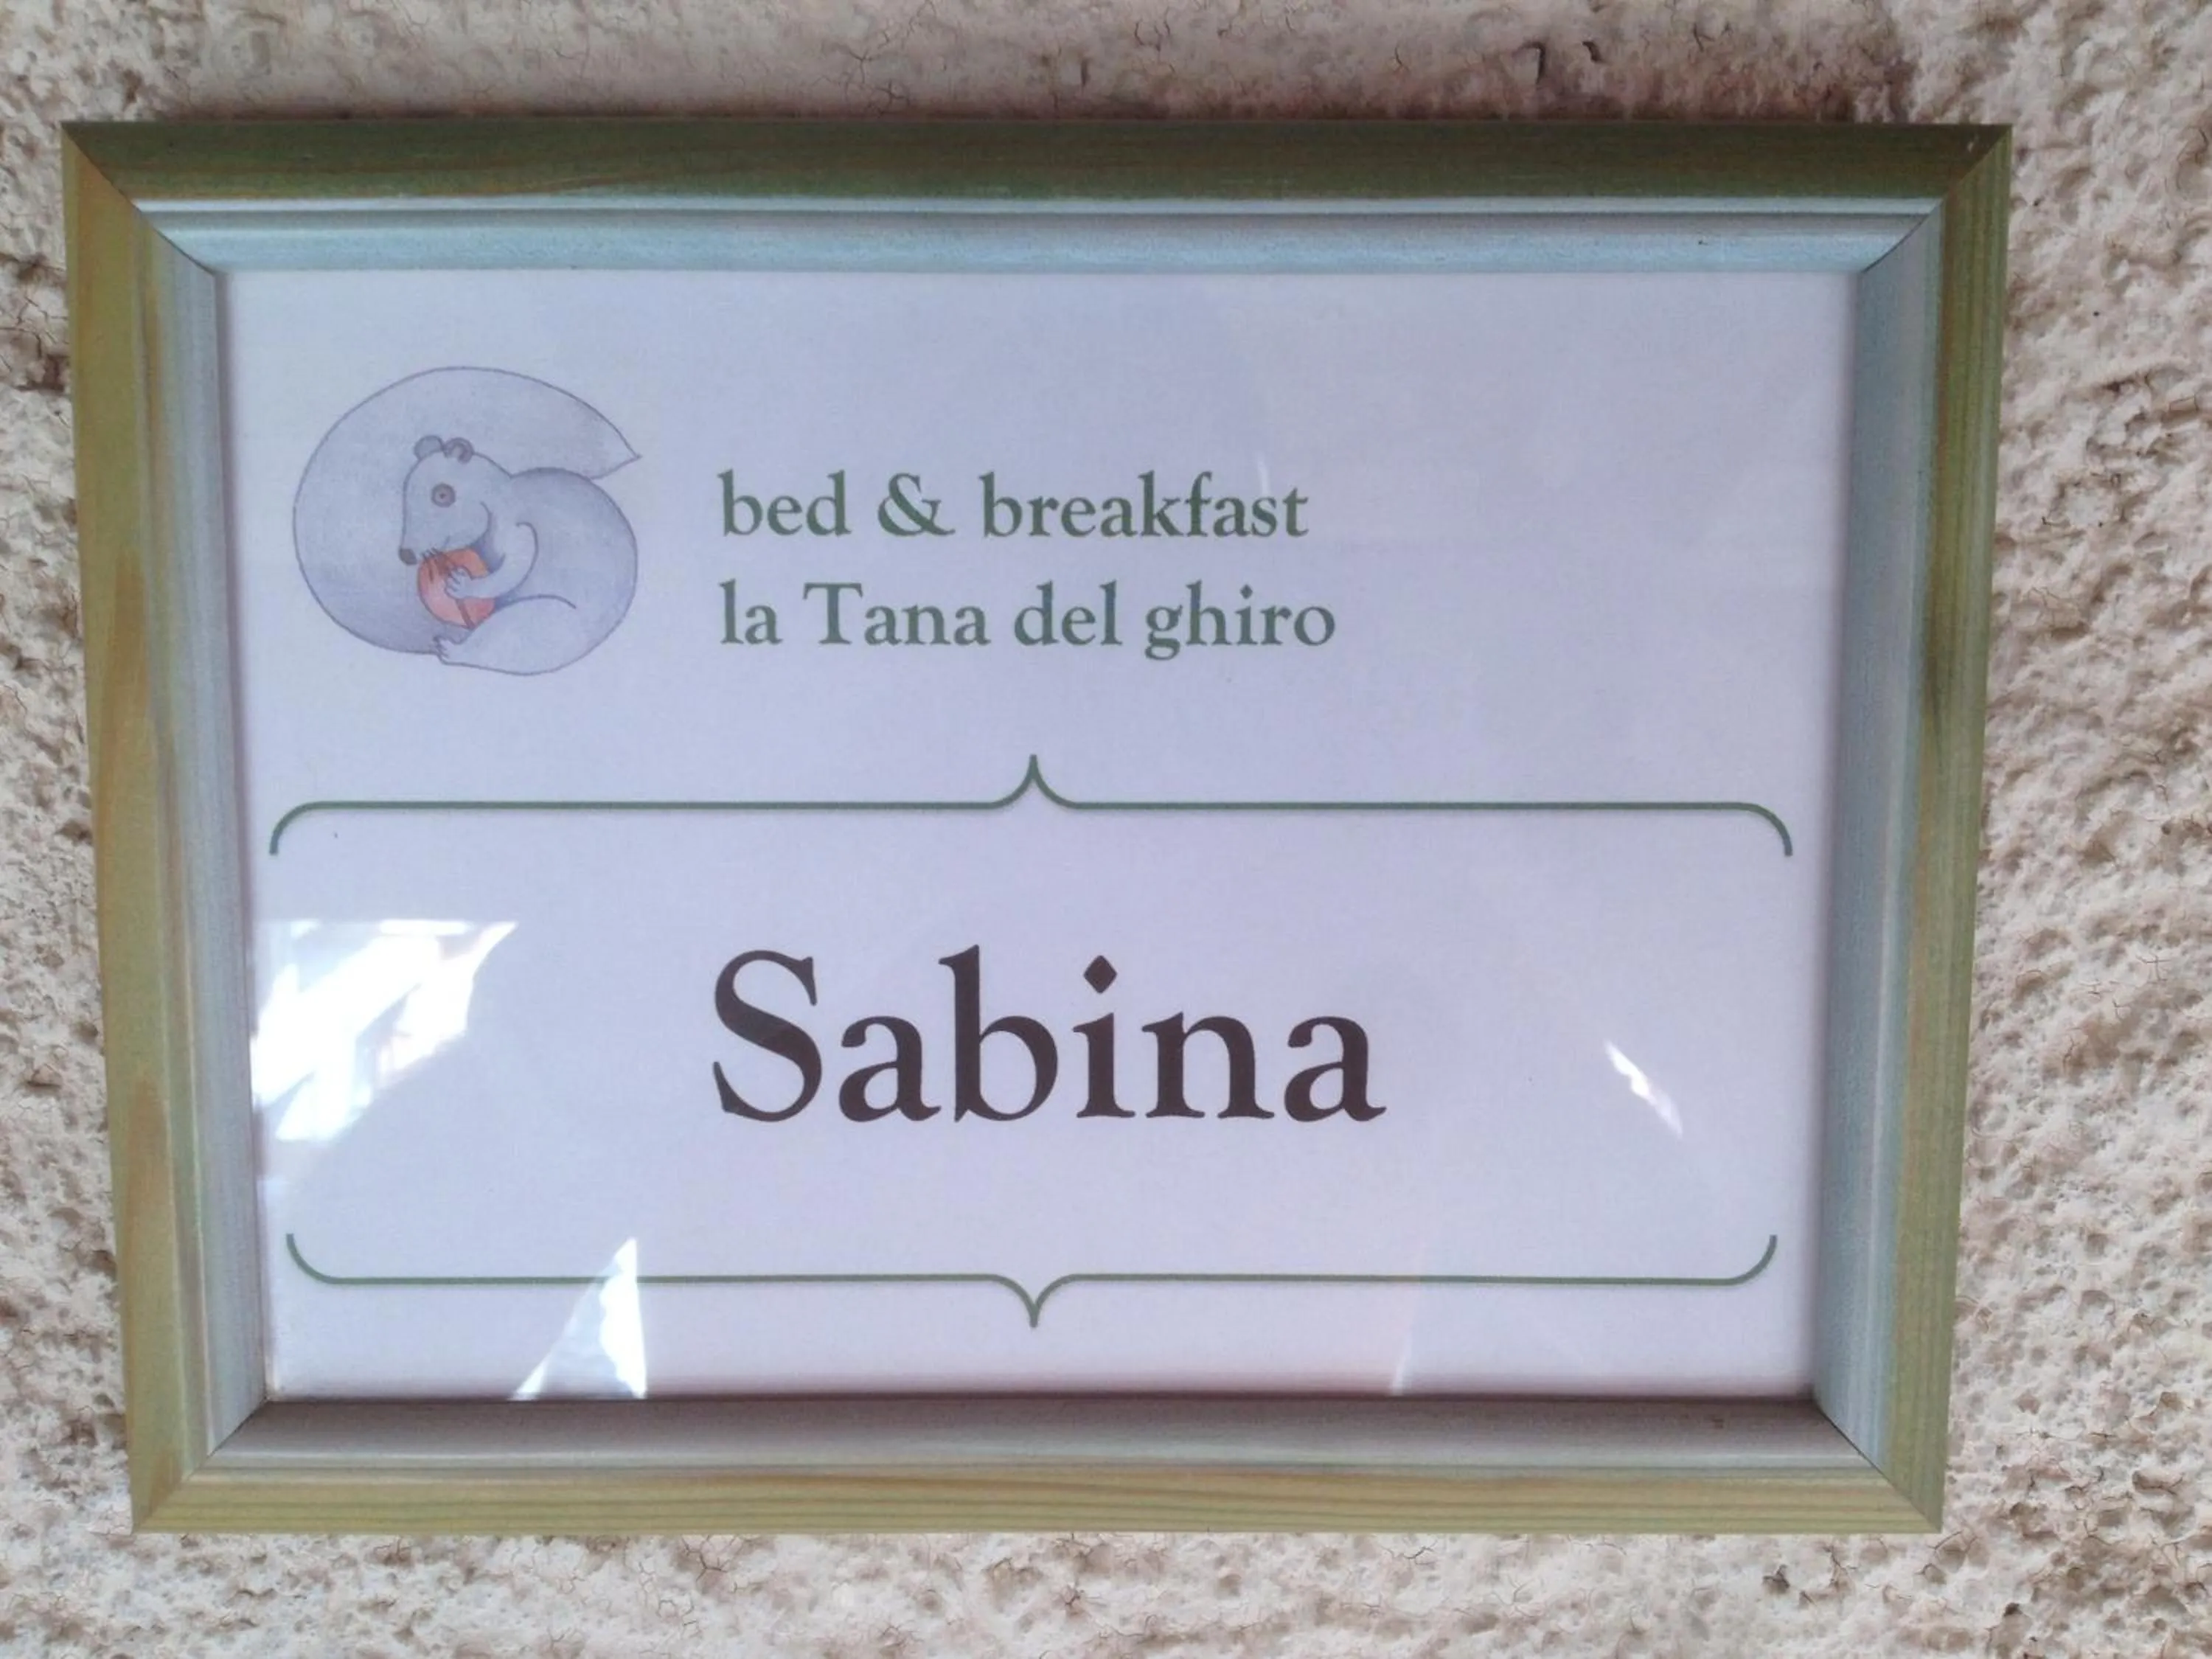 bed & breakfast
la Tana del ghiro
Sabina